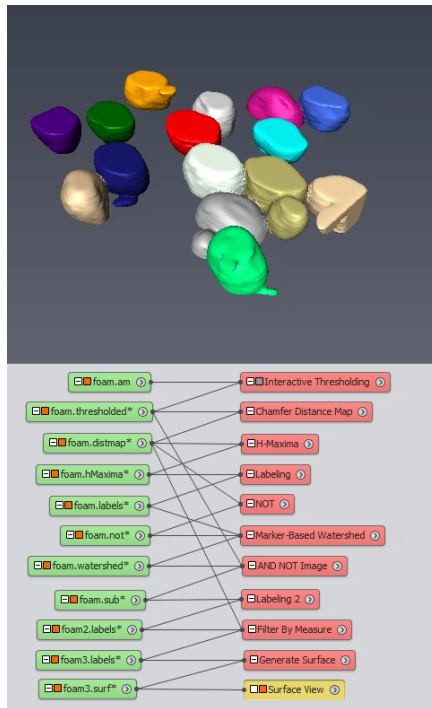 foam.am
Interactive Thresholding
foam.thresholded*
Chamfer Distance Map
foam.distmap*
H-Maxima
foam.hMaxima*
Labeling
foam.labels*
NOT
foam.not*
Marker-Based Watershed
foam.watershed*
AND NOT Image
foam.sub*
Labeling 2
foam2.labels*
Filter By Measure
foam3.labels*
Generate Surface
foam3.surf*
Surface View